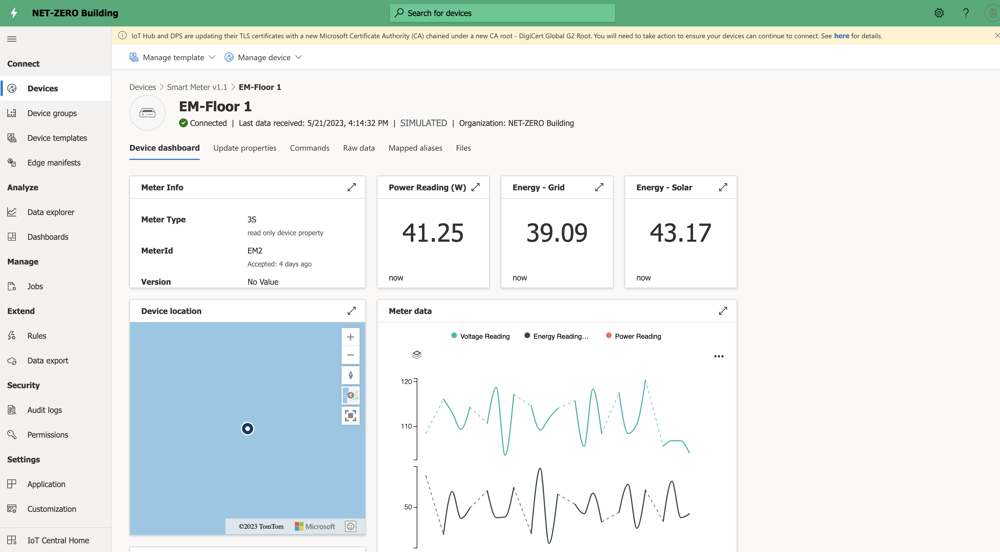 NET-ZERO Building
Search for devices
IoT Hub and DPS are updating their TLS certificates with a new Microsoft Certificate Authority (CA) chained under a new CA root - DigiCert Global G2 Root. You will need to take action to ensure your devices can continue to connect. See here for details.
Manage template
Manage device
Connect
Devices
Device groups
Device templates
Edge manifests
Analyze
Data explorer
Dashboards
Manage
Jobs
Extend
Rules
Data export
Security
Audit logs
Permissions
Settings
Application
Customization
IoT Central Home
Devices > Smart Meter v1.1 > EM-Floor 1
EM-Floor 1
Connected | Last data received: 5/21/2023, 4:14:32 PM | SIMULATED | Organization: NET-ZERO Building
Device dashboard Update properties Commands Raw data Mapped aliases Files
Meter Info
Meter Type 3S
read only device property
MeterId EM2
Accepted: 4 days ago
Version No Value
Power Reading (W)
41.25
now
Energy - Grid
39.09
now
Energy - Solar
43.17
now
Device location
©2023 TomTom Microsoft
Meter data
Voltage Reading Energy Reading... Power Reading
120
110
50